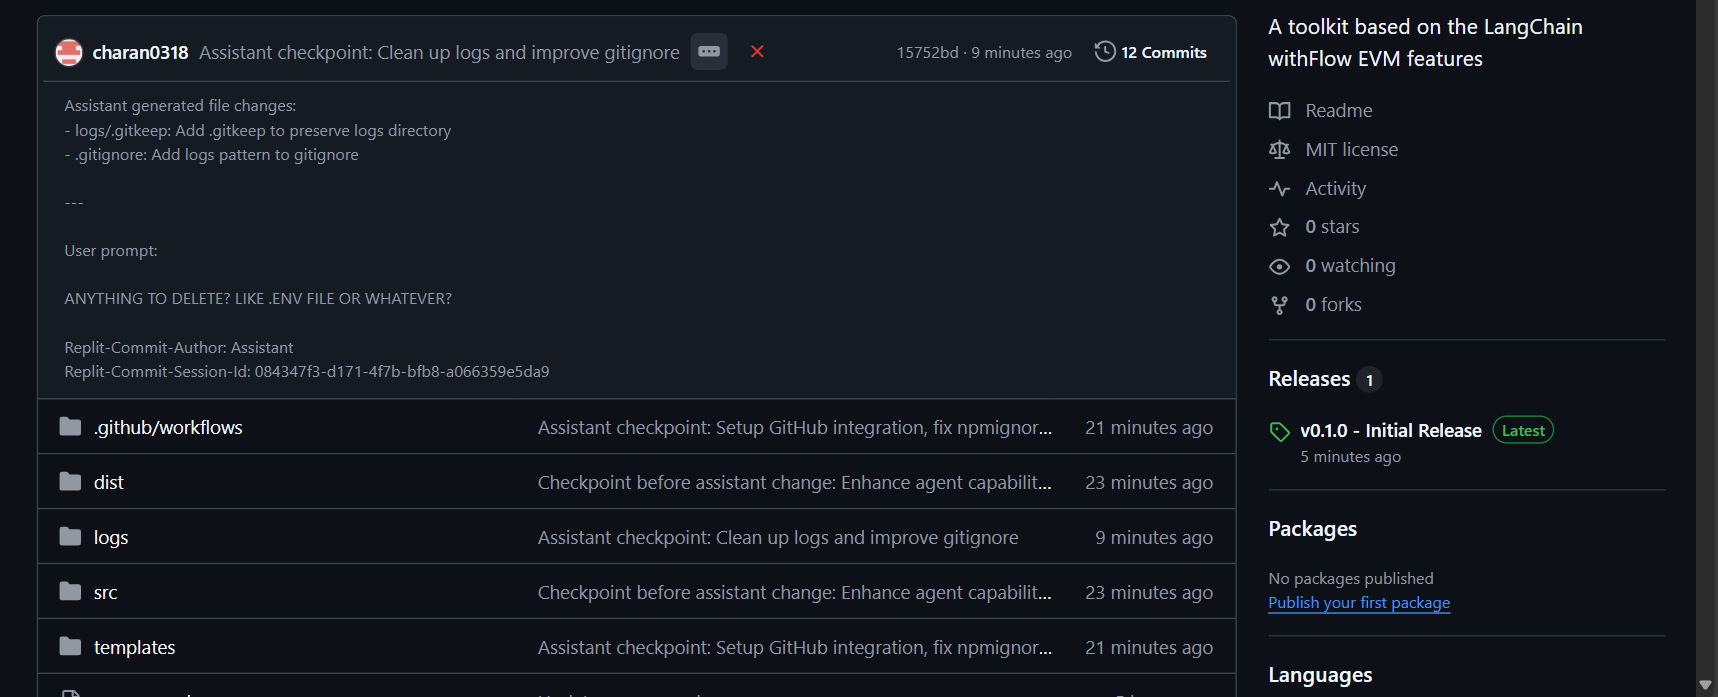 charan0318 Assistant checkpoint: Clean up logs and improve gitignore
15752bd · 9 minutes ago
12 Commits
Assistant generated file changes:
- logs/.gitkeep: Add .gitkeep to preserve logs directory
- .gitignore: Add logs pattern to gitignore
---
User prompt:
ANYTHING TO DELETE? LIKE .ENV FILE OR WHATEVER?
Replit-Commit-Author: Assistant
Replit-Commit-Session-Id: 084347f3-d171-4f7b-bfb8-a066359e5da9
.github/workflows Assistant checkpoint: Setup GitHub integration, fix npmignor... 21 minutes ago
dist Checkpoint before assistant change: Enhance agent capabilit... 23 minutes ago
logs Assistant checkpoint: Clean up logs and improve gitignore 9 minutes ago
src Checkpoint before assistant change: Enhance agent capabilit... 23 minutes ago
templates Assistant checkpoint: Setup GitHub integration, fix npmignor... 21 minutes ago
A toolkit based on the LangChain
withFlow EVM features
Readme
MIT license
Activity
0 stars
0 watching
0 forks
Releases 1
v0.1.0 - Initial Release Latest
5 minutes ago
Packages
No packages published
Publish your first package
Languages